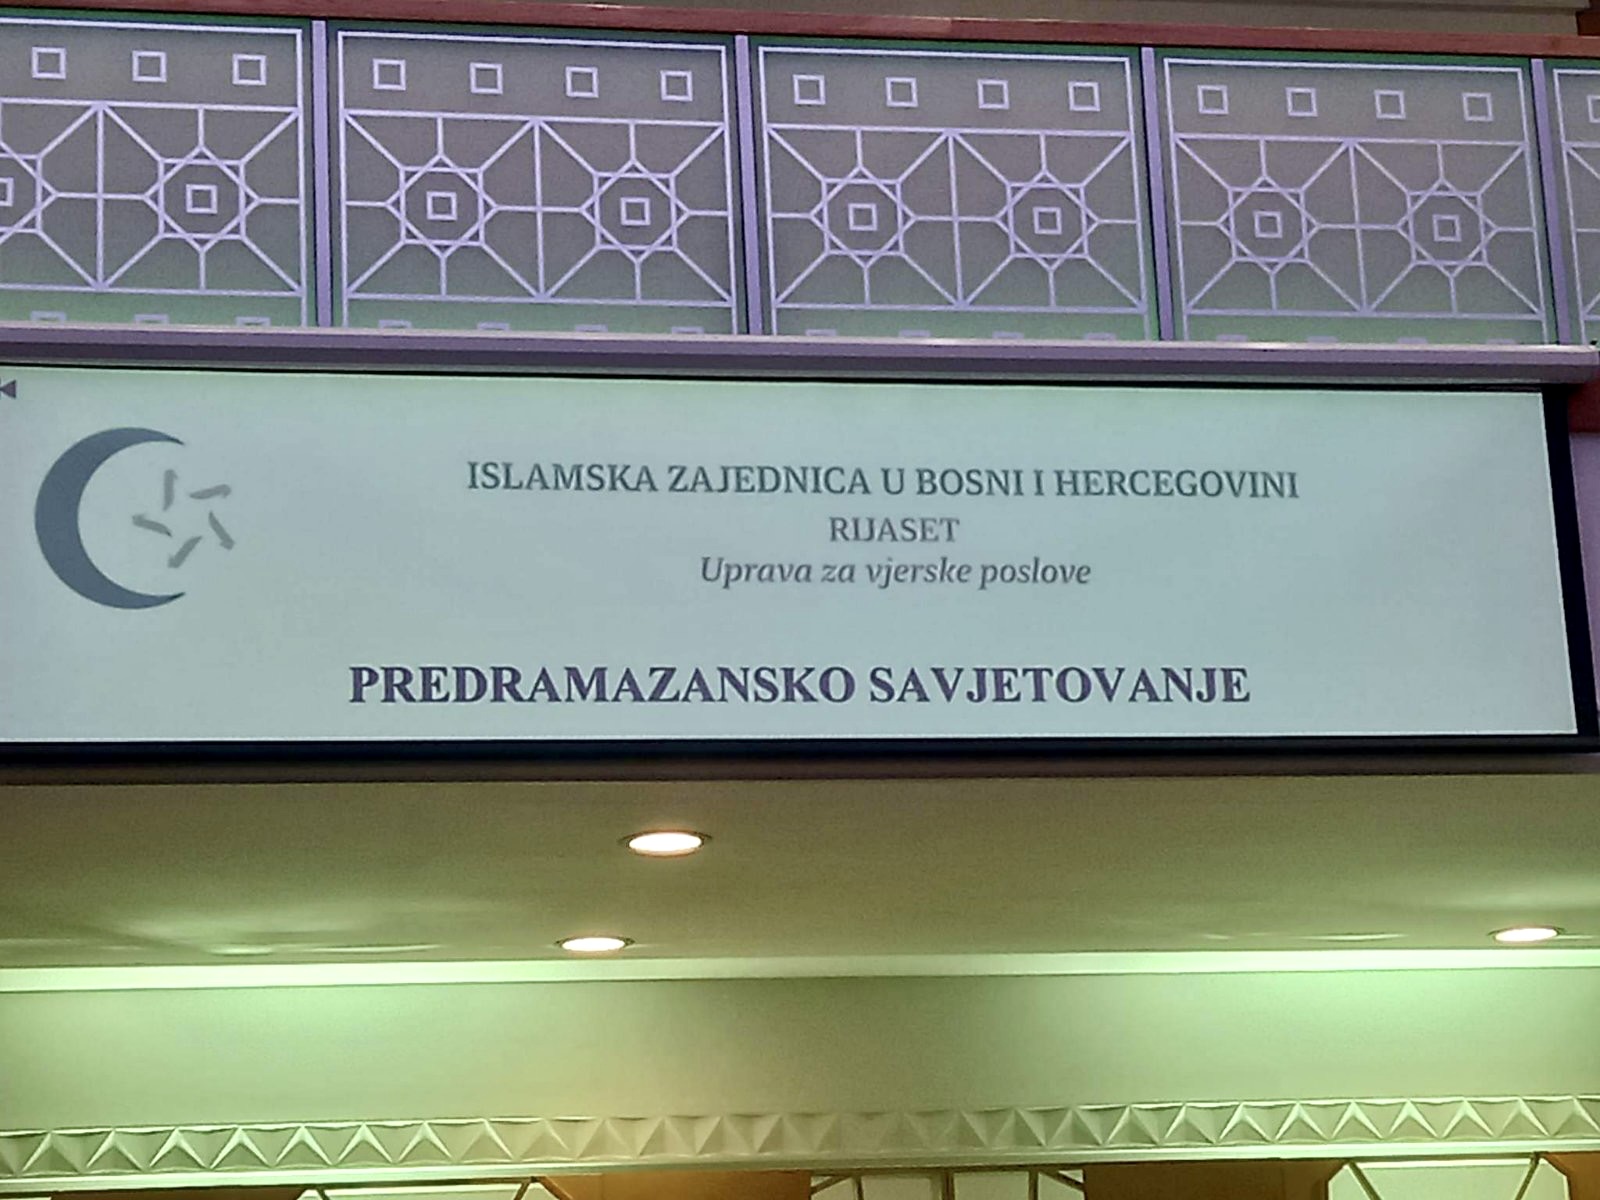 ISLAMSKA ZAJEDNICA U BOSNI I HERCEGOVINI
RIJASET
Uprava za vjerske poslove
PREDRAMAZANSKO SAVJETOVANJE